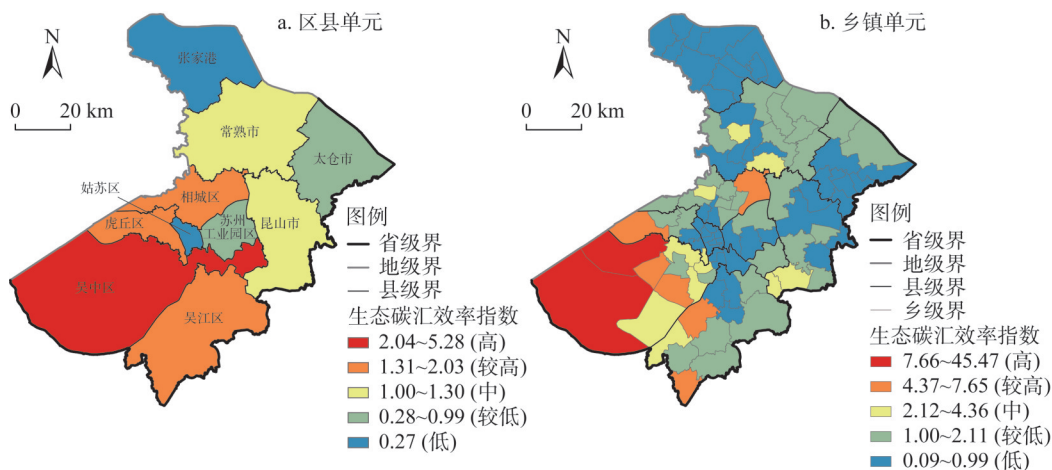 a. 区县单元
N
0 20 km
张家港
常熟市
太仓市
姑苏区
相城区
虎丘区
苏州
工业园区
昆山市
吴中区
吴江区
图例
省级界
地级界
县级界
生态碳汇效率指数
2.04~5.28 (高)
1.31~2.03 (较高)
1.00~1.30 (中)
0.28~0.99 (较低)
0.27 (低)
b. 乡镇单元
N
0 20 km
图例
省级界
地级界
县级界
乡级界
生态碳汇效率指数
7.66~45.47 (高)
4.37~7.65 (较高)
2.12~4.36 (中)
1.00~2.11 (较低)
0.09~0.99 (低)